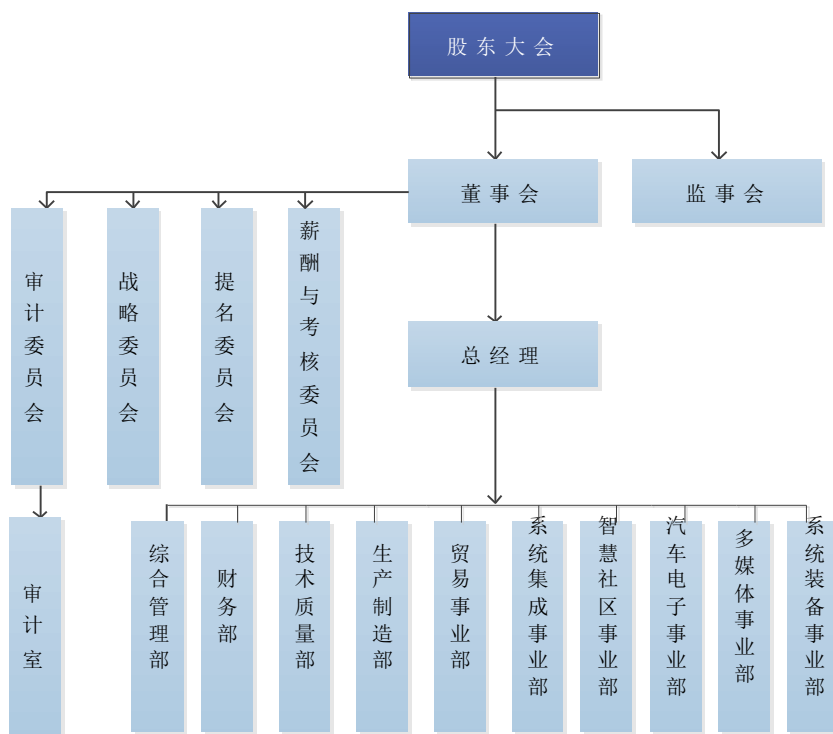 股东大会
董事会
监事会
审计委员会
战略委员会
提名委员会
薪酬与考核委员会
总经理
审计室
综合管理部
财务部
技术质量部
生产制造部
贸易事业部
系统集成事业部
智慧社区事业部
汽车电子事业部
多媒体事业部
系统装备事业部